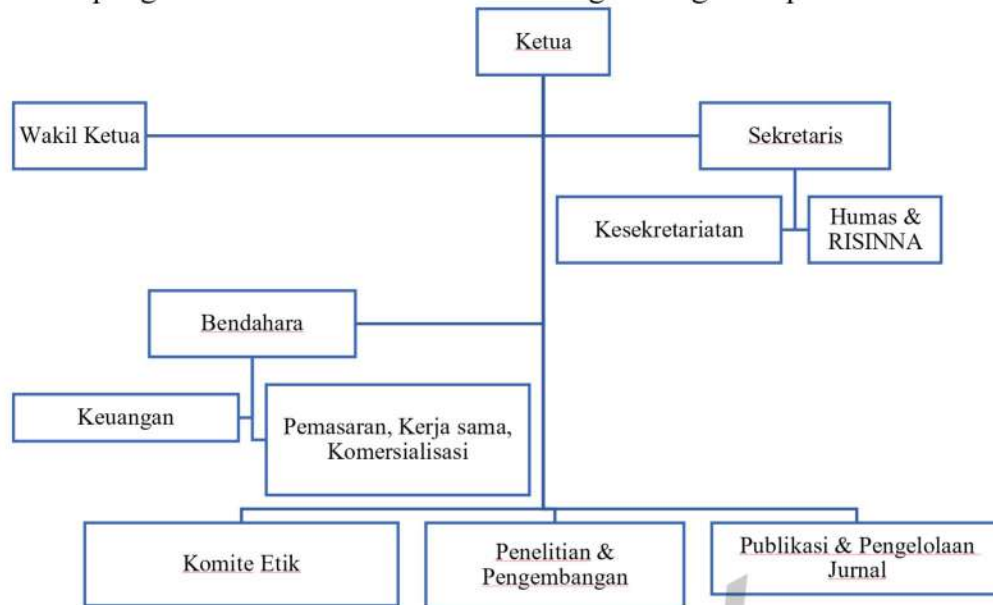 Ketua
Wakil Ketua
Sekretaris
Kesekretariatan
Humas &
RISINNA
Bendahara
Keuangan
Pemasaran, Kerja sama,
Komersialisasi
Komite Etik
Penelitian &
Pengembangan
Publikasi & Pengelolaan
Jurnal